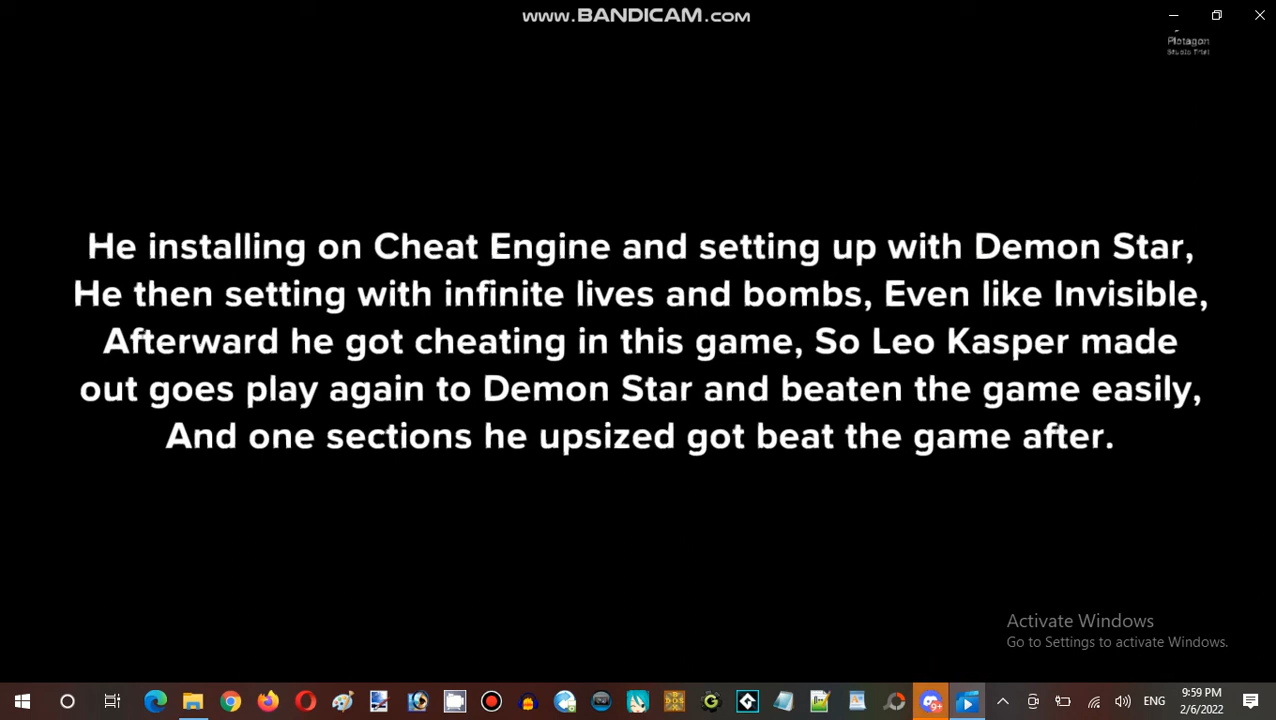 www.BANDICAM.com
Plotagon
Studio Trial
He installing on Cheat Engine and setting up with Demon Star,
He then setting with infinite lives and bombs, Even like Invisible,
Afterward he got cheating in this game, So Leo Kasper made
out goes play again to Demon Star and beaten the game easily,
And one sections he upsized got beat the game after.
Activate Windows
Go to Settings to activate Windows.
ENG
9:59 PM
2/6/2022